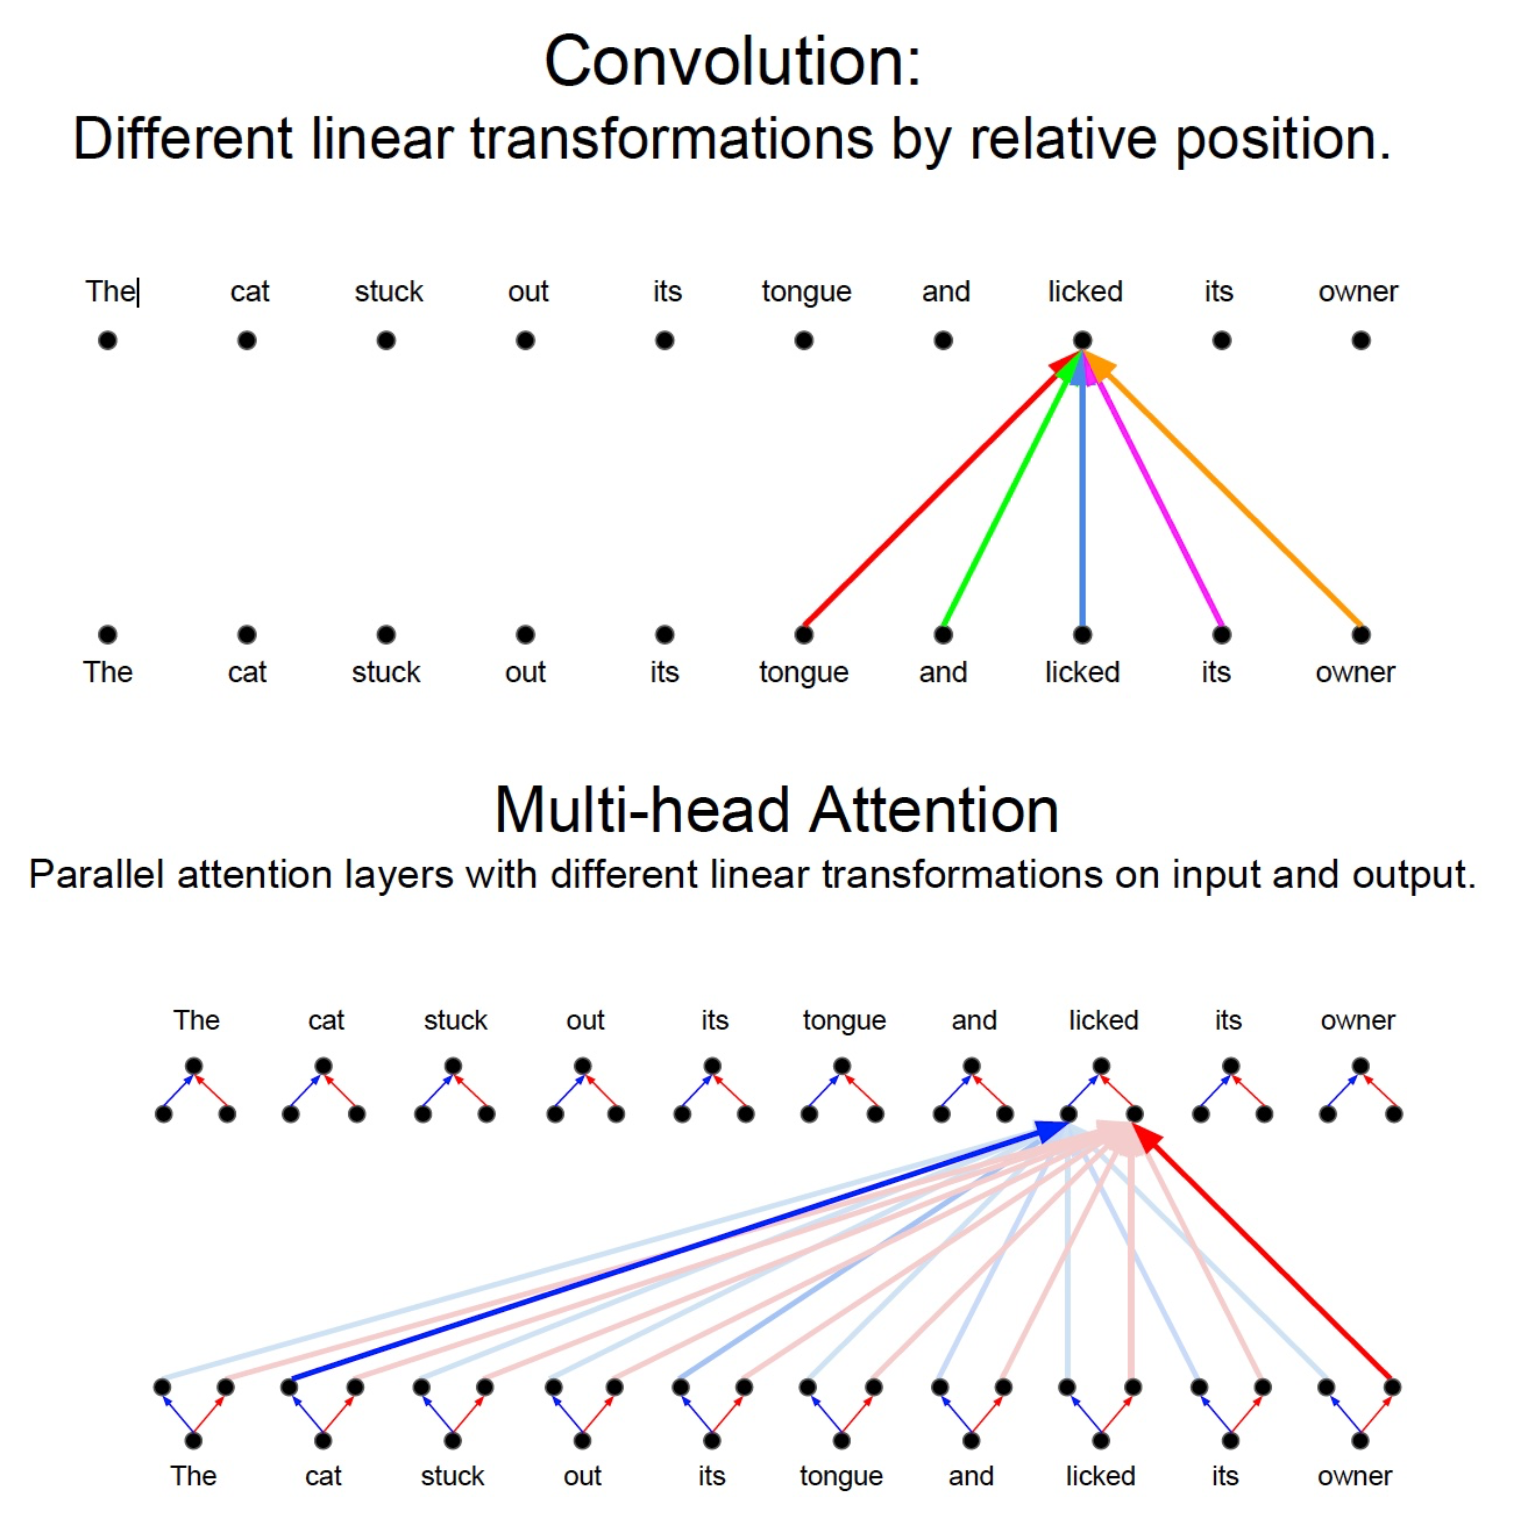 Convolution:
Different linear transformations by relative position.
The cat stuck out its tongue and licked its owner
The cat stuck out its tongue and licked its owner
Multi-head Attention
Parallel attention layers with different linear transformations on input and output.
The cat stuck out its tongue and licked its owner
The cat stuck out its tongue and licked its owner